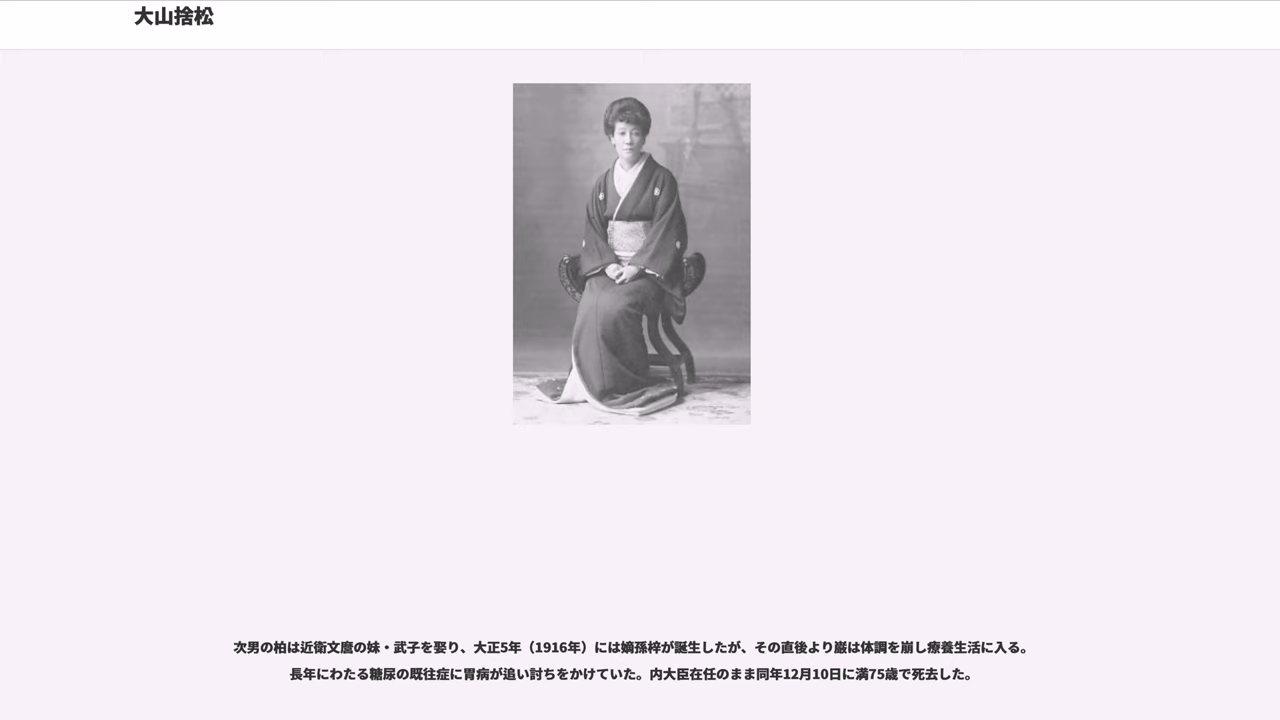 大山捨松
次男の柏は近衛文麿の妹・武子を娶り、大正5年（1916年）には嫡孫梓が誕生したが、その直後より巌は体調を崩し療養生活に入る。
長年にわたる糖尿の既往症に胃病が追い討ちをかけていた。内大臣在任のまま同年12月10日に満75歳で死去した。